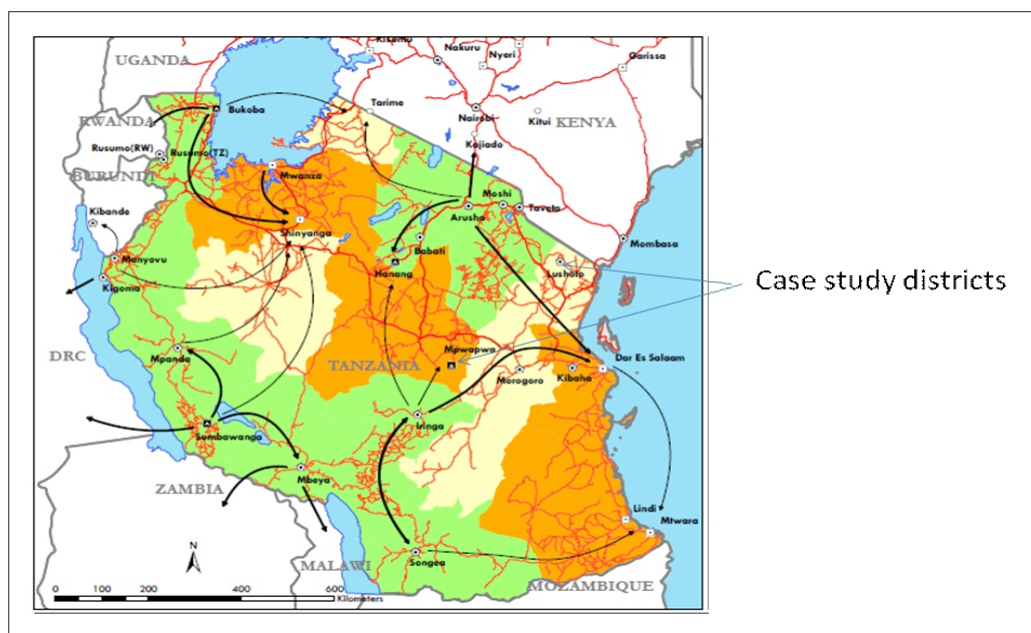 Kisumu
Nakuru
Nyeri
Garissa
UGANDA
Tarime
Bukoba
Nairobi
Kitui
KENYA
RWANDA
Kajiado
Rusumo(RW)
Rusumo(TZ)
BURUNDI
Mwanza
Moshi
Taveta
Arusha
Kibande
Shinyanga
Babati
Mombasa
Manyovu
Hanang
Lushoto
Kigoma
Case study districts
DRC
Mpanda
TANZANIA
Mpwapwa
Dar Es Salaam
Morogoro
Kibaha
Iringa
Sumbawanga
Mbeya
ZAMBIA
Lindi
Mtwara
N
MALAWI
Songea
MOZAMBIQUE
0 100 200 400 600
Kilometers